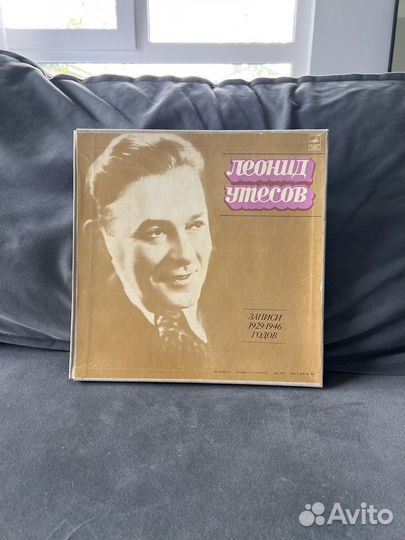 Леонид
Утесов
ЗАПИСИ
1929-1946
ГОДОВ
Avito